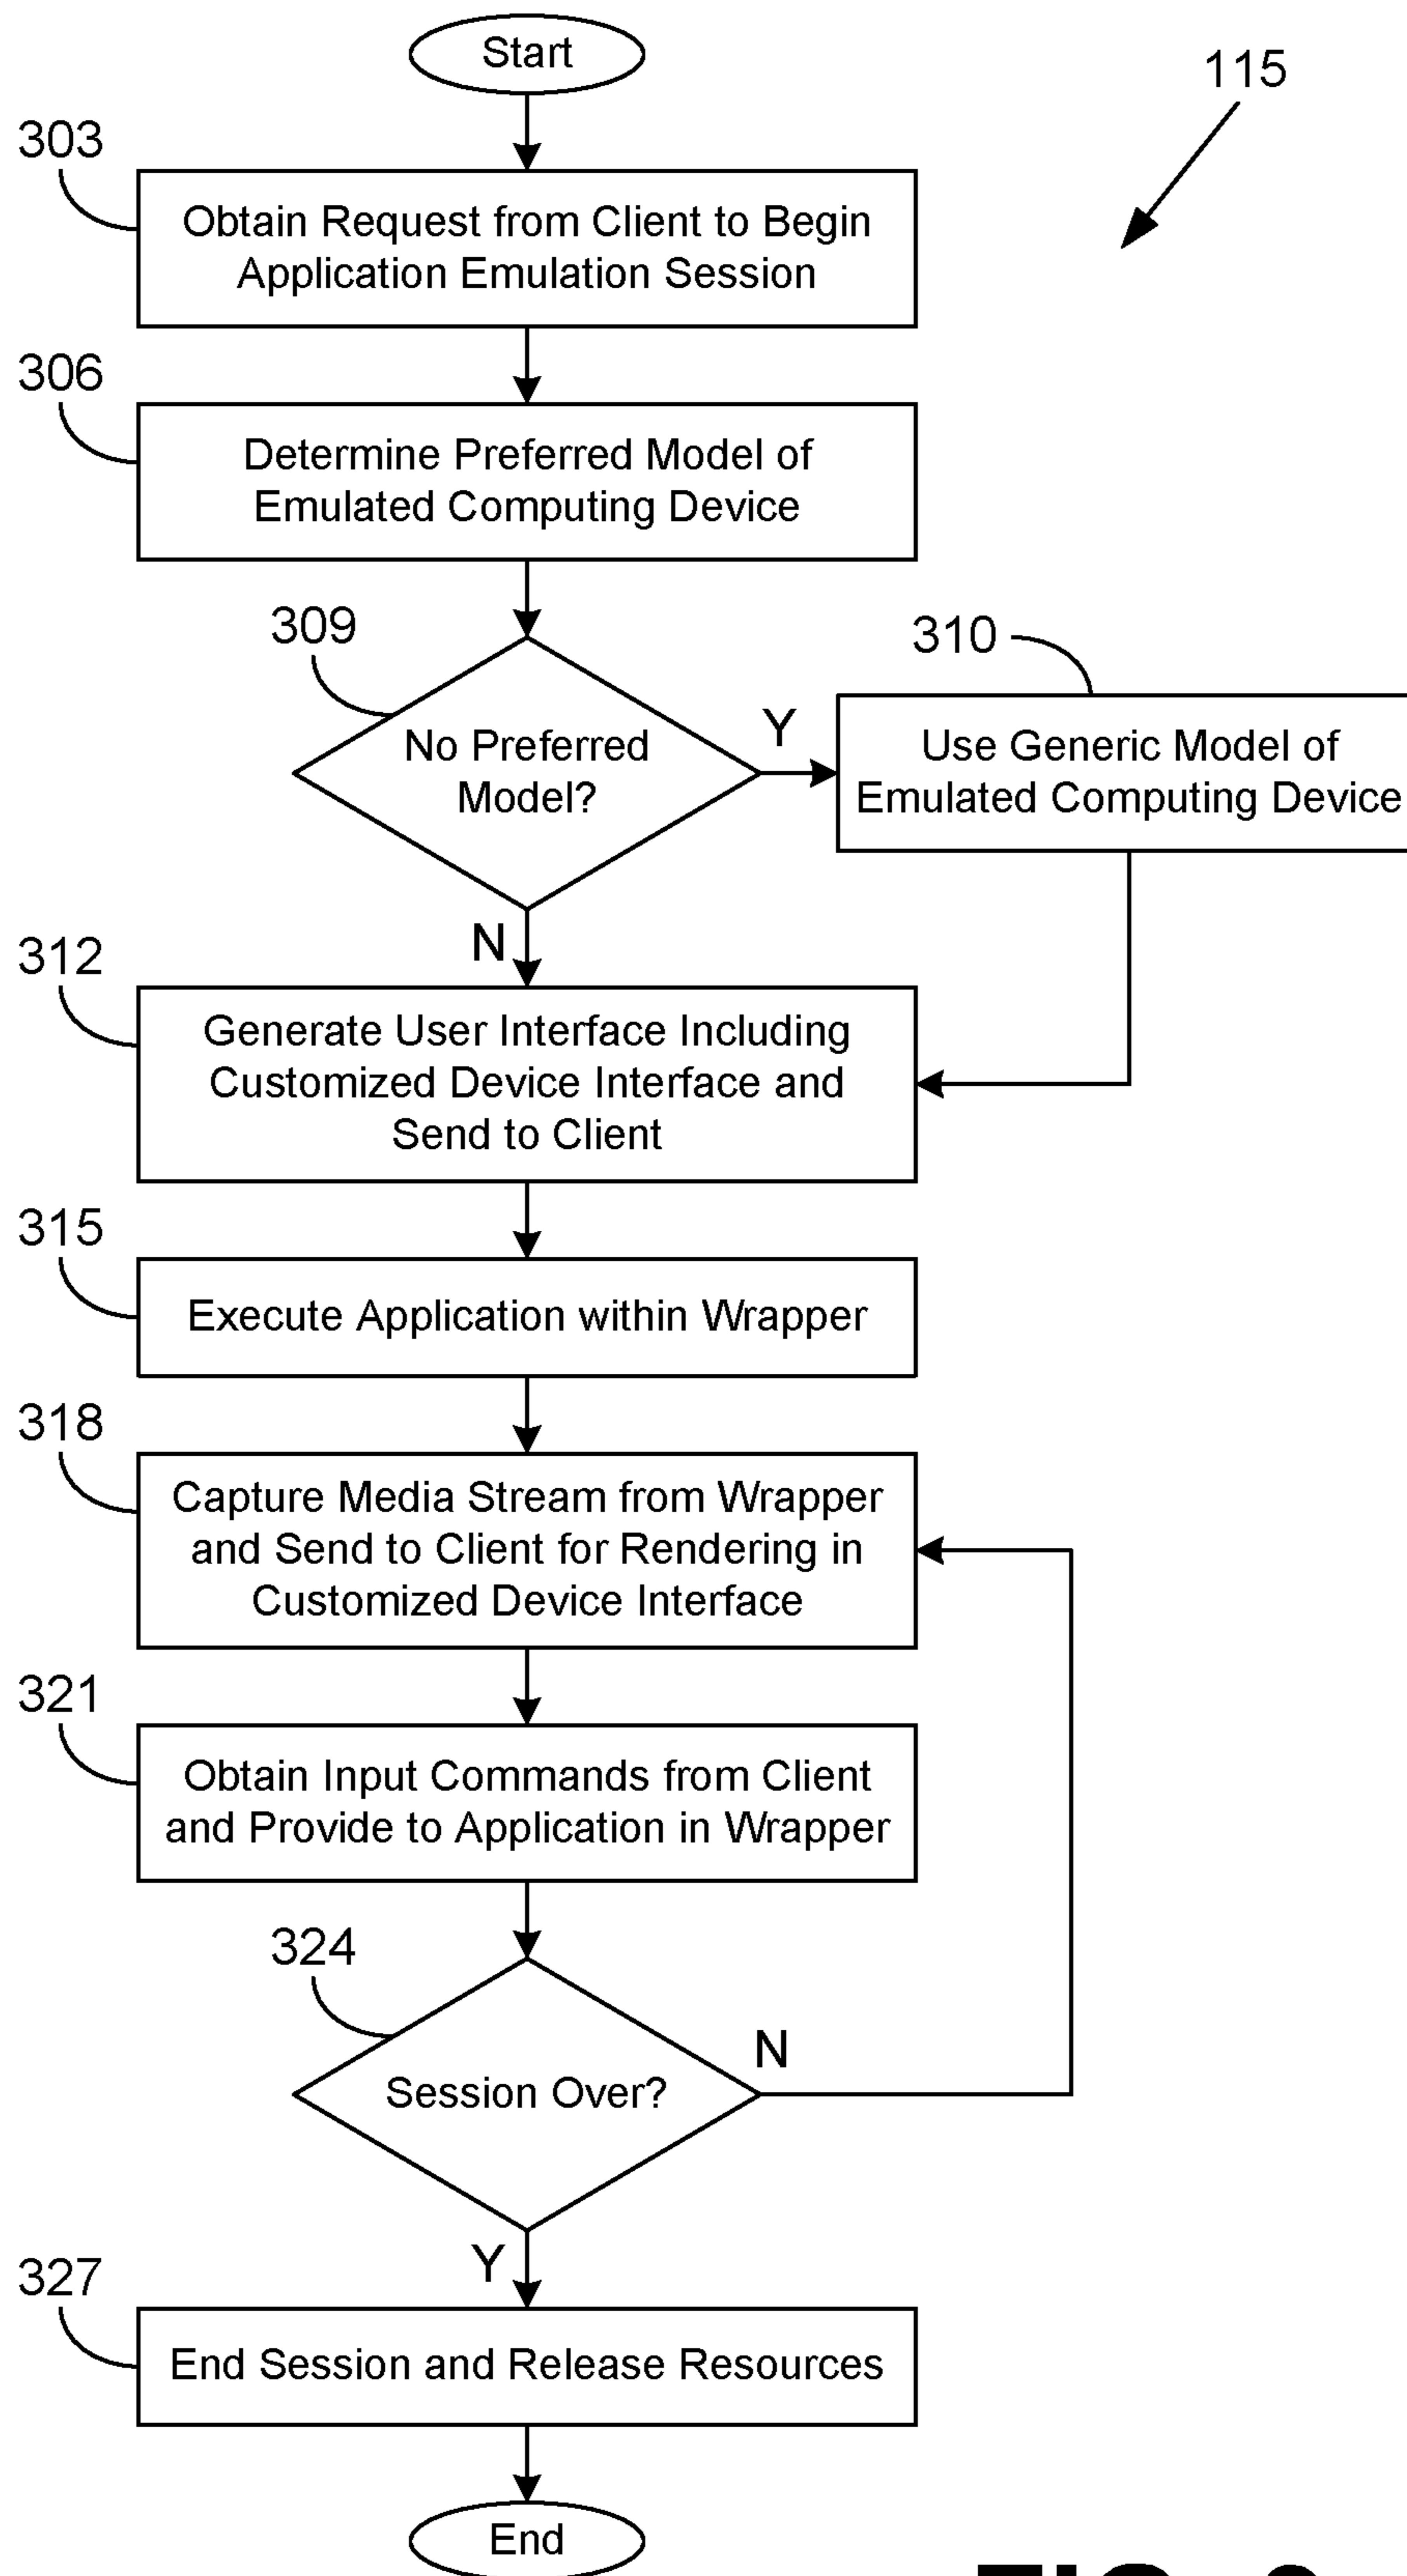 Start
115
303
Obtain Request from Client to Begin
Application Emulation Session
306
Determine Preferred Model of
Emulated Computing Device
309
No Preferred
Model?
Y
310
Use Generic Model of
Emulated Computing Device
N
312
Generate User Interface Including
Customized Device Interface and
Send to Client
315
Execute Application within Wrapper
318
Capture Media Stream from Wrapper
and Send to Client for Rendering in
Customized Device Interface
321
Obtain Input Commands from Client
and Provide to Application in Wrapper
324
Session Over?
N
Y
327
End Session and Release Resources
End